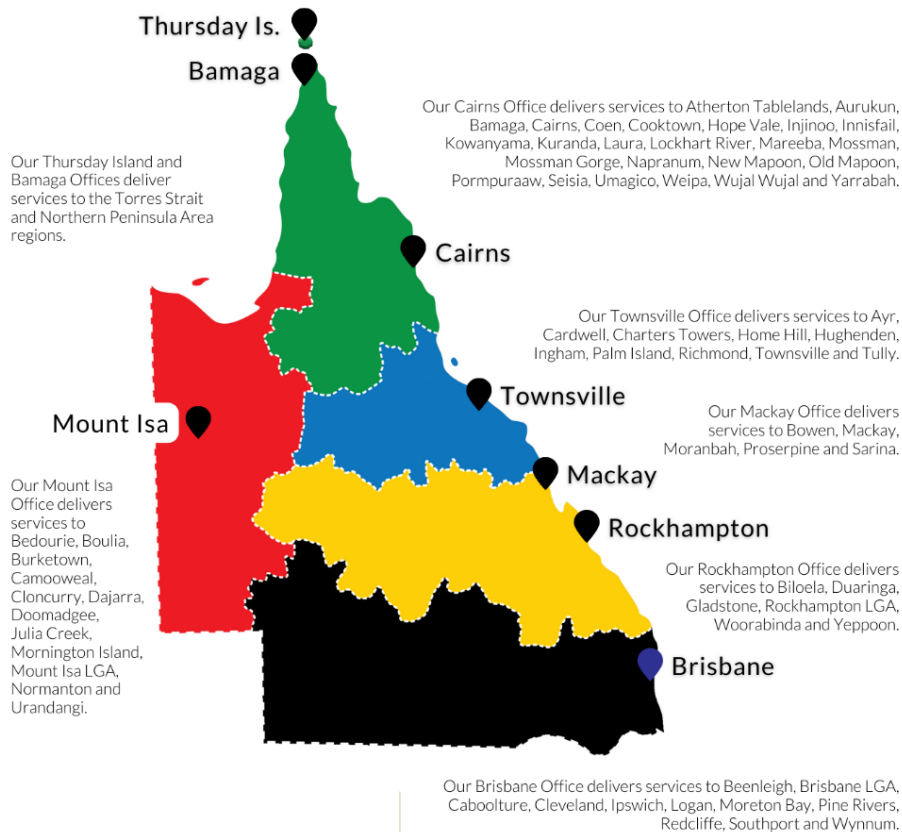 Thursday Is.
Bamaga
Our Cairns Office delivers services to Atherton Tablelands, Aurukun,
Bamaga, Cairns, Coen, Cooktown, Hope Vale, Injinoo, Innisfail,
Kowanyama, Kuranda, Laura, Lockhart River, Mareeba, Mossman,
Mossman Gorge, Napranum, New Mapoon, Old Mapoon,
Pormpuraaw, Seisia, Umagico, Weipa, Wujal Wujal and Yarrabah.
Our Thursday Island and
Bamaga Offices deliver
services to the Torres Strait
and Northern Peninsula Area
regions.
Cairns
Our Townsville Office delivers services to Ayr,
Cardwell, Charters Towers, Home Hill, Hughenden,
Ingham, Palm Island, Richmond, Townsville and Tully.
Townsville
Mount Isa
Our Mackay Office delivers
services to Bowen, Mackay,
Moranbah, Proserpine and Sarina.
Mackay
Our Mount Isa
Office delivers
services to
Bedourie, Boulia,
Burketown,
Camooweal,
Cloncurry, Dajarra,
Doomadgee,
Julia Creek,
Mornington Island,
Mount Isa LGA,
Normanton and
Urandangi.
Rockhampton
Our Rockhampton Office delivers
services to Biloela, Duaringa,
Gladstone, Rockhampton LGA,
Woorabinda and Yeppoon.
Brisbane
Our Brisbane Office delivers services to Beenleigh, Brisbane LGA,
Caboolture, Cleveland, Ipswich, Logan, Moreton Bay, Pine Rivers,
Redcliffe, Southport and Wynnum.